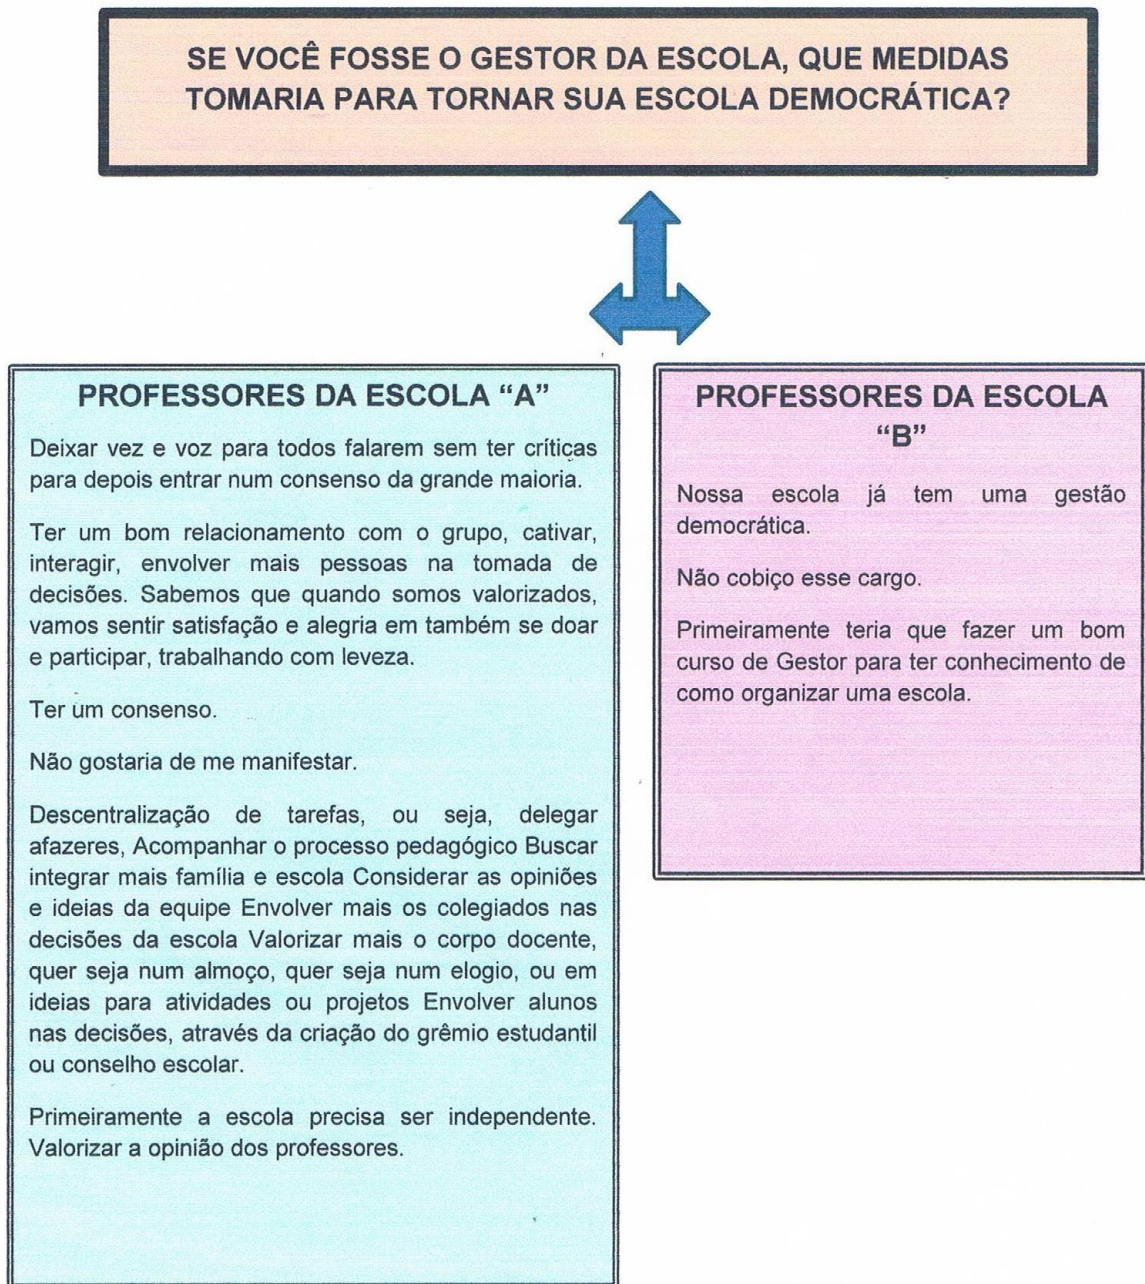 SE VOCÊ FOSSE O GESTOR DA ESCOLA, QUE MEDIDAS
TOMARIA PARA TORNAR SUA ESCOLA DEMOCRÁTICA?
PROFESSORES DA ESCOLA “A”
Deixar vez e voz para todos falarem sem ter críticas
para depois entrar num consenso da grande maioria.
Ter um bom relacionamento com o grupo, cativar,
interagir, envolver mais pessoas na tomada de
decisões. Sabemos que quando somos valorizados,
vamos sentir satisfação e alegria em também se doar
e participar, trabalhando com leveza.
Ter um consenso.
Não gostaria de me manifestar.
Descentralização de tarefas, ou seja, delegar
afazeres, Acompanhar o processo pedagógico Buscar
integrar mais família e escola Considerar as opiniões
e ideias da equipe Envolver mais os colegiados nas
decisões da escola Valorizar mais o corpo docente,
quer seja num almoço, quer seja num elogio, ou em
ideias para atividades ou projetos Envolver alunos
nas decisões, através da criação do grêmio estudantil
ou conselho escolar.
Primeiramente a escola precisa ser independente.
Valorizar a opinião dos professores.
PROFESSORES DA ESCOLA
“B”
Nossa escola já tem uma gestão
democrática.
Não cobiço esse cargo.
Primeiramente teria que fazer um bom
curso de Gestor para ter conhecimento de
como organizar uma escola.